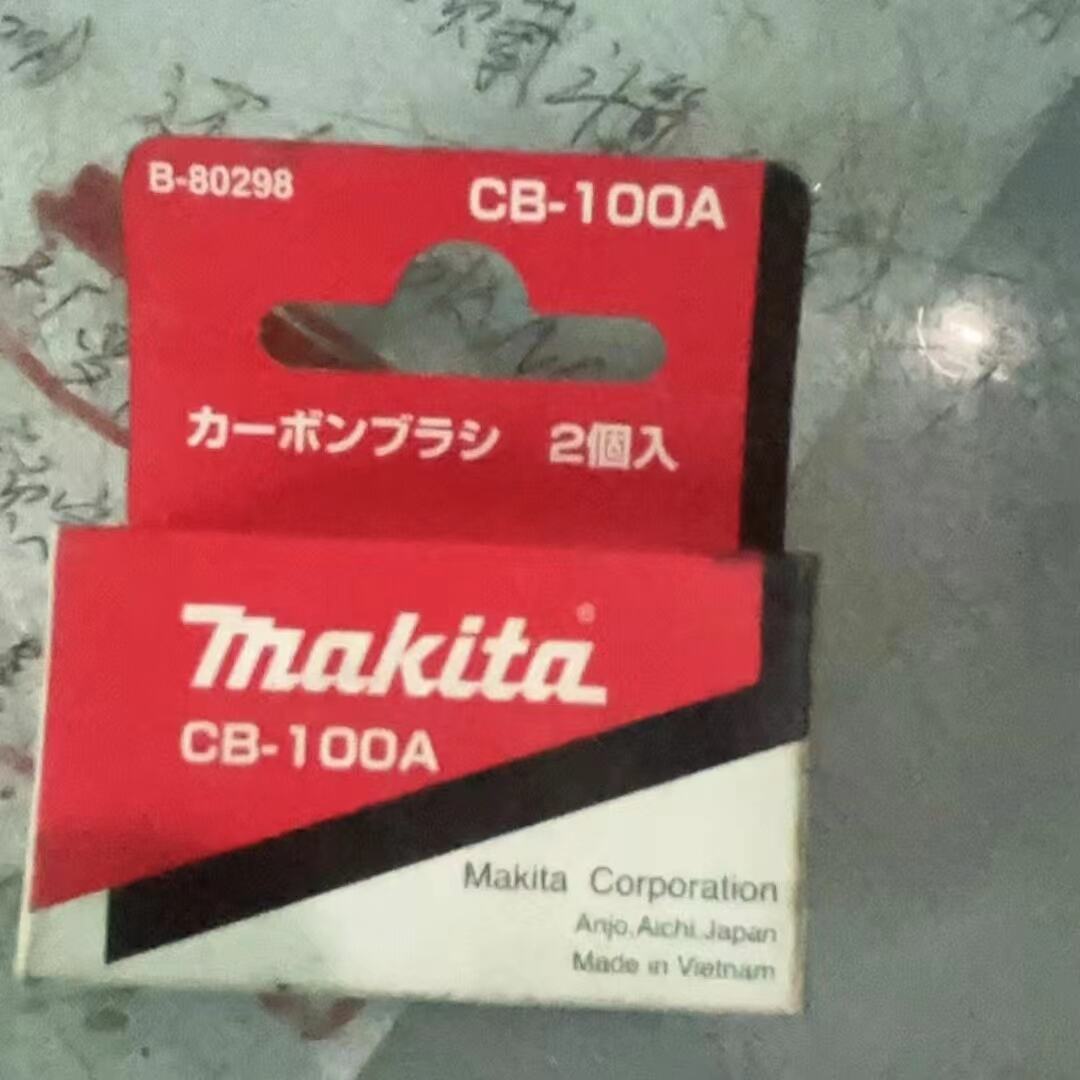 B-80298
CB-100A
カーボンブラシ 2個入
makita®
CB-100A
Makita Corporation
Anjo, Aichi Japan
Made in Vietnam